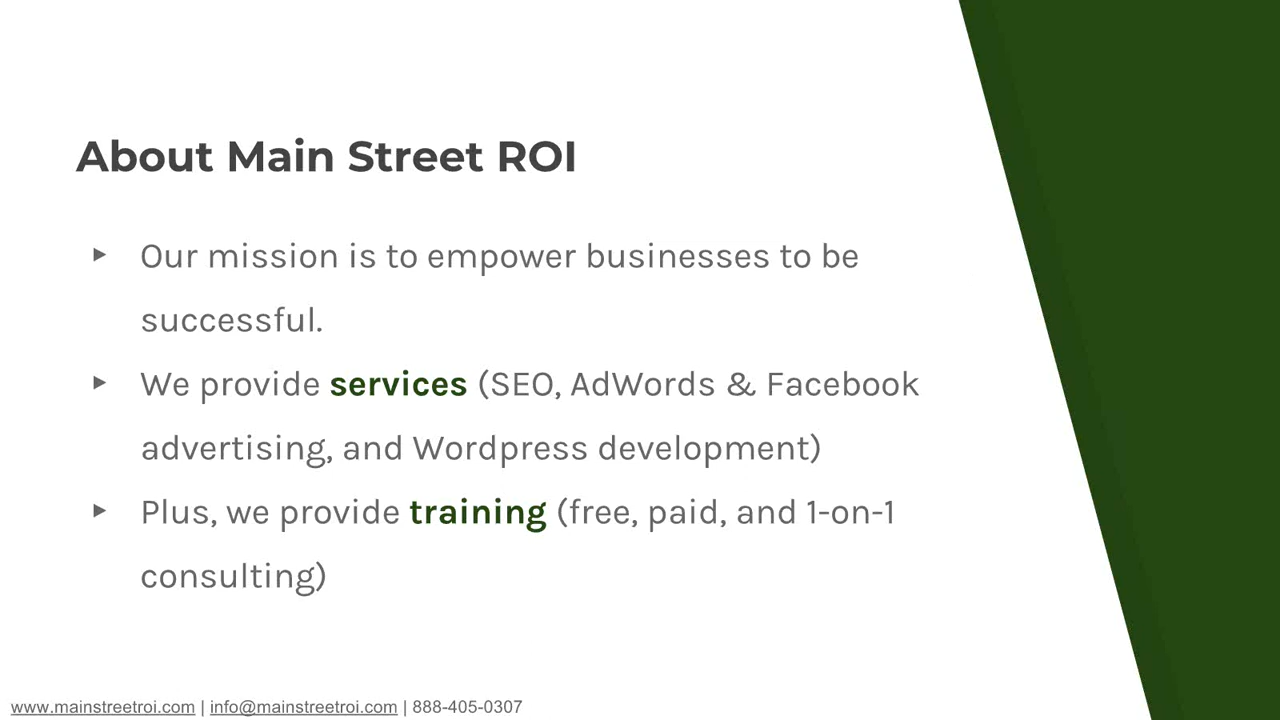 About Main Street ROI
▸ Our mission is to empower businesses to be
successful.
▸ We provide services (SEO, AdWords & Facebook
advertising, and Wordpress development)
▸ Plus, we provide training (free, paid, and 1-on-1
consulting)
www.mainstreetroi.com | info@mainstreetroi.com | 888-405-0307